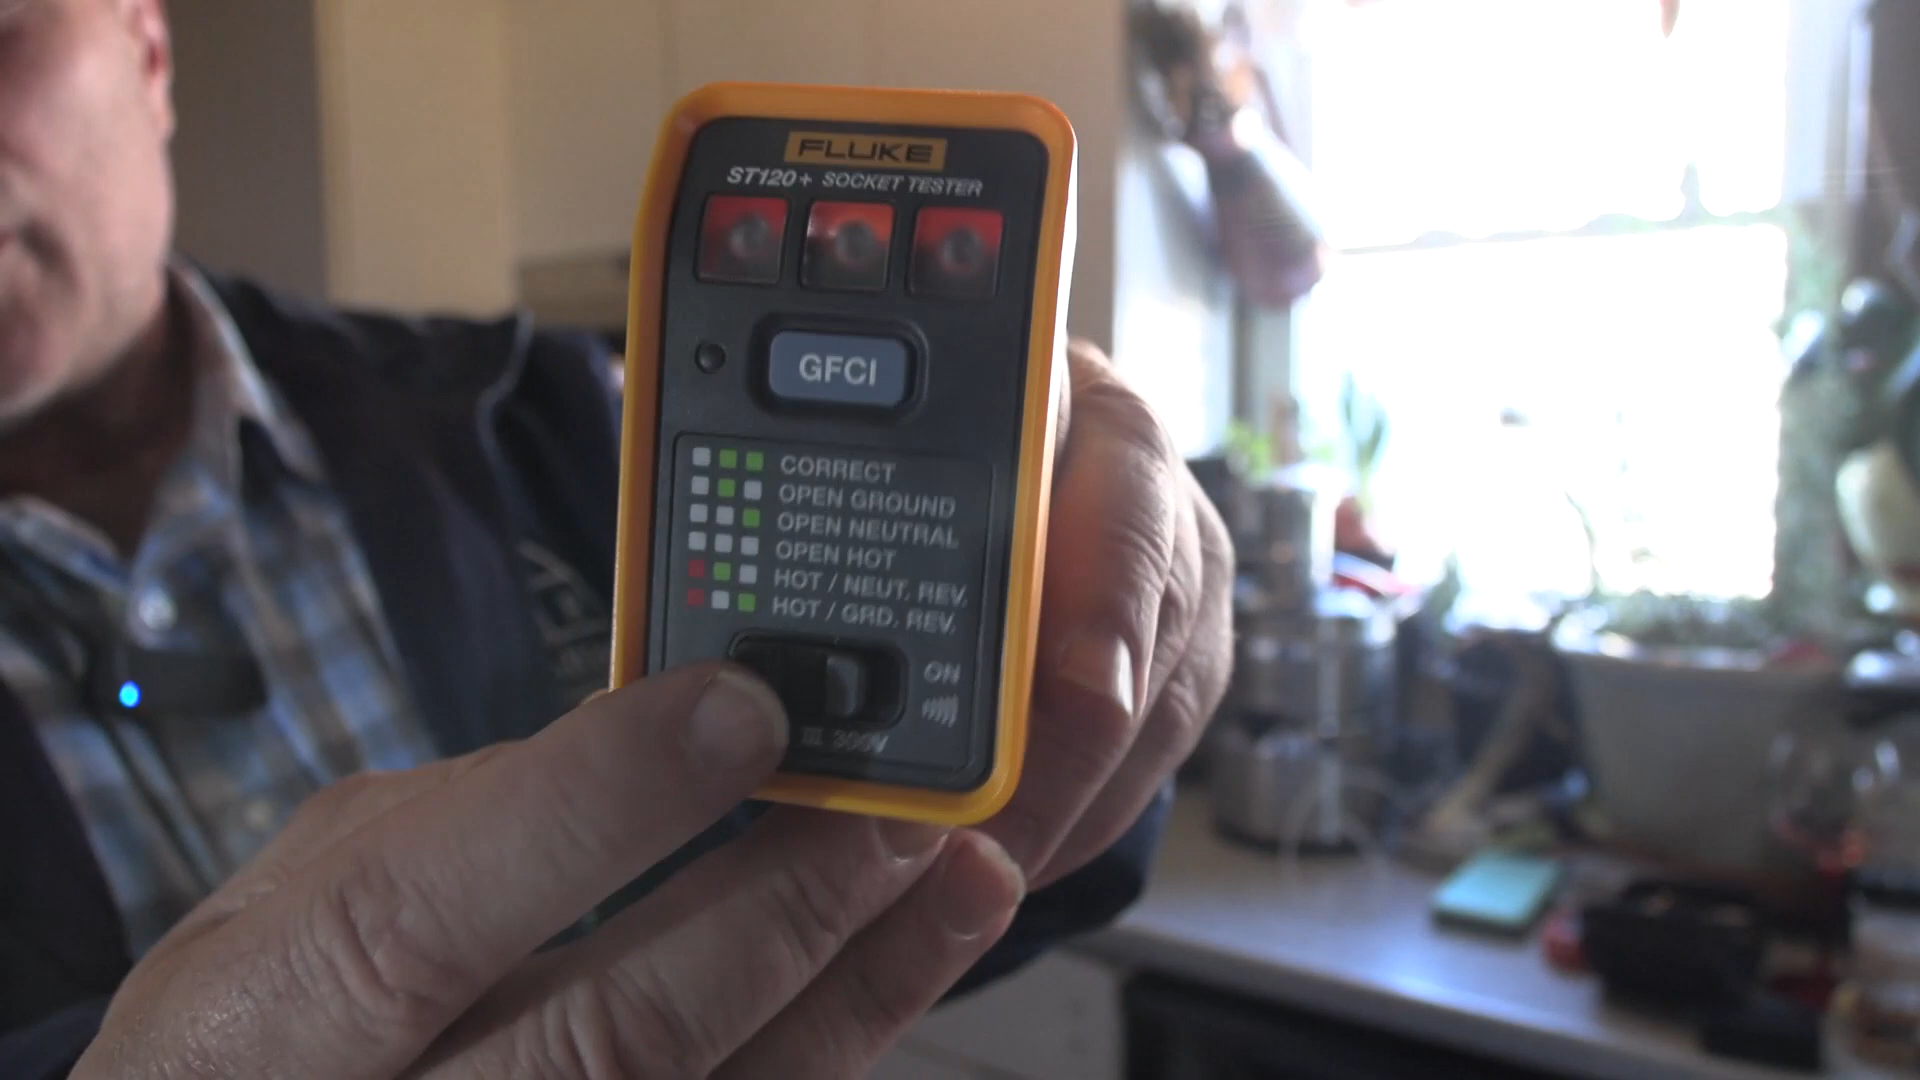 FLUKE
ST120+ SOCKET TESTER
GFCI
CORRECT
OPEN GROUND
OPEN NEUTRAL
OPEN HOT
HOT / NEUT. REV.
HOT / GRD. REV.
ON
III 300V